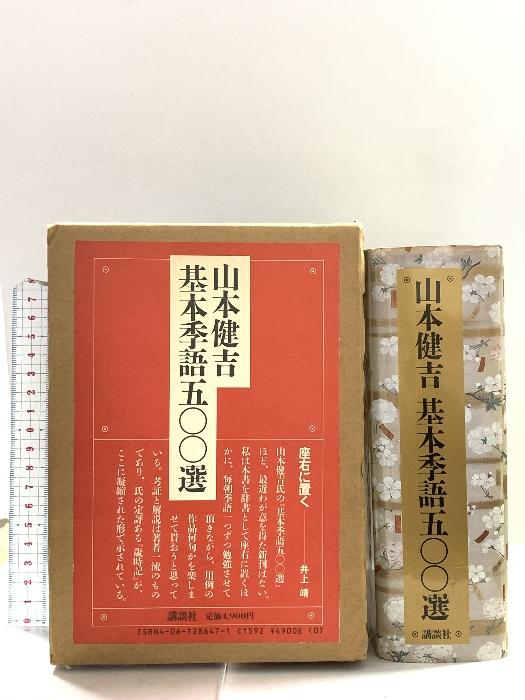 山本健吉
基本季語五〇〇選
座右に置く
井上 靖
山本健吉氏の『基本季語五〇〇選』
ほど、最近わが意を得た新刊はない。
私は本書を辞書として座右に置くほ
かに、毎朝季語一つずつ勉強させて
頂きながら、用例の
作品何句かを楽しま
せて貰おうと思って
いる。考証と解説は著者一流のもの
であり、氏の定評ある『歳時記』が、
ここに凝縮された形で示されている。
講談社 定価4,900円
ISBN4-06-128647-1 C1592 ¥4900E (0)
山本健吉 基本季語五〇〇選
講談社